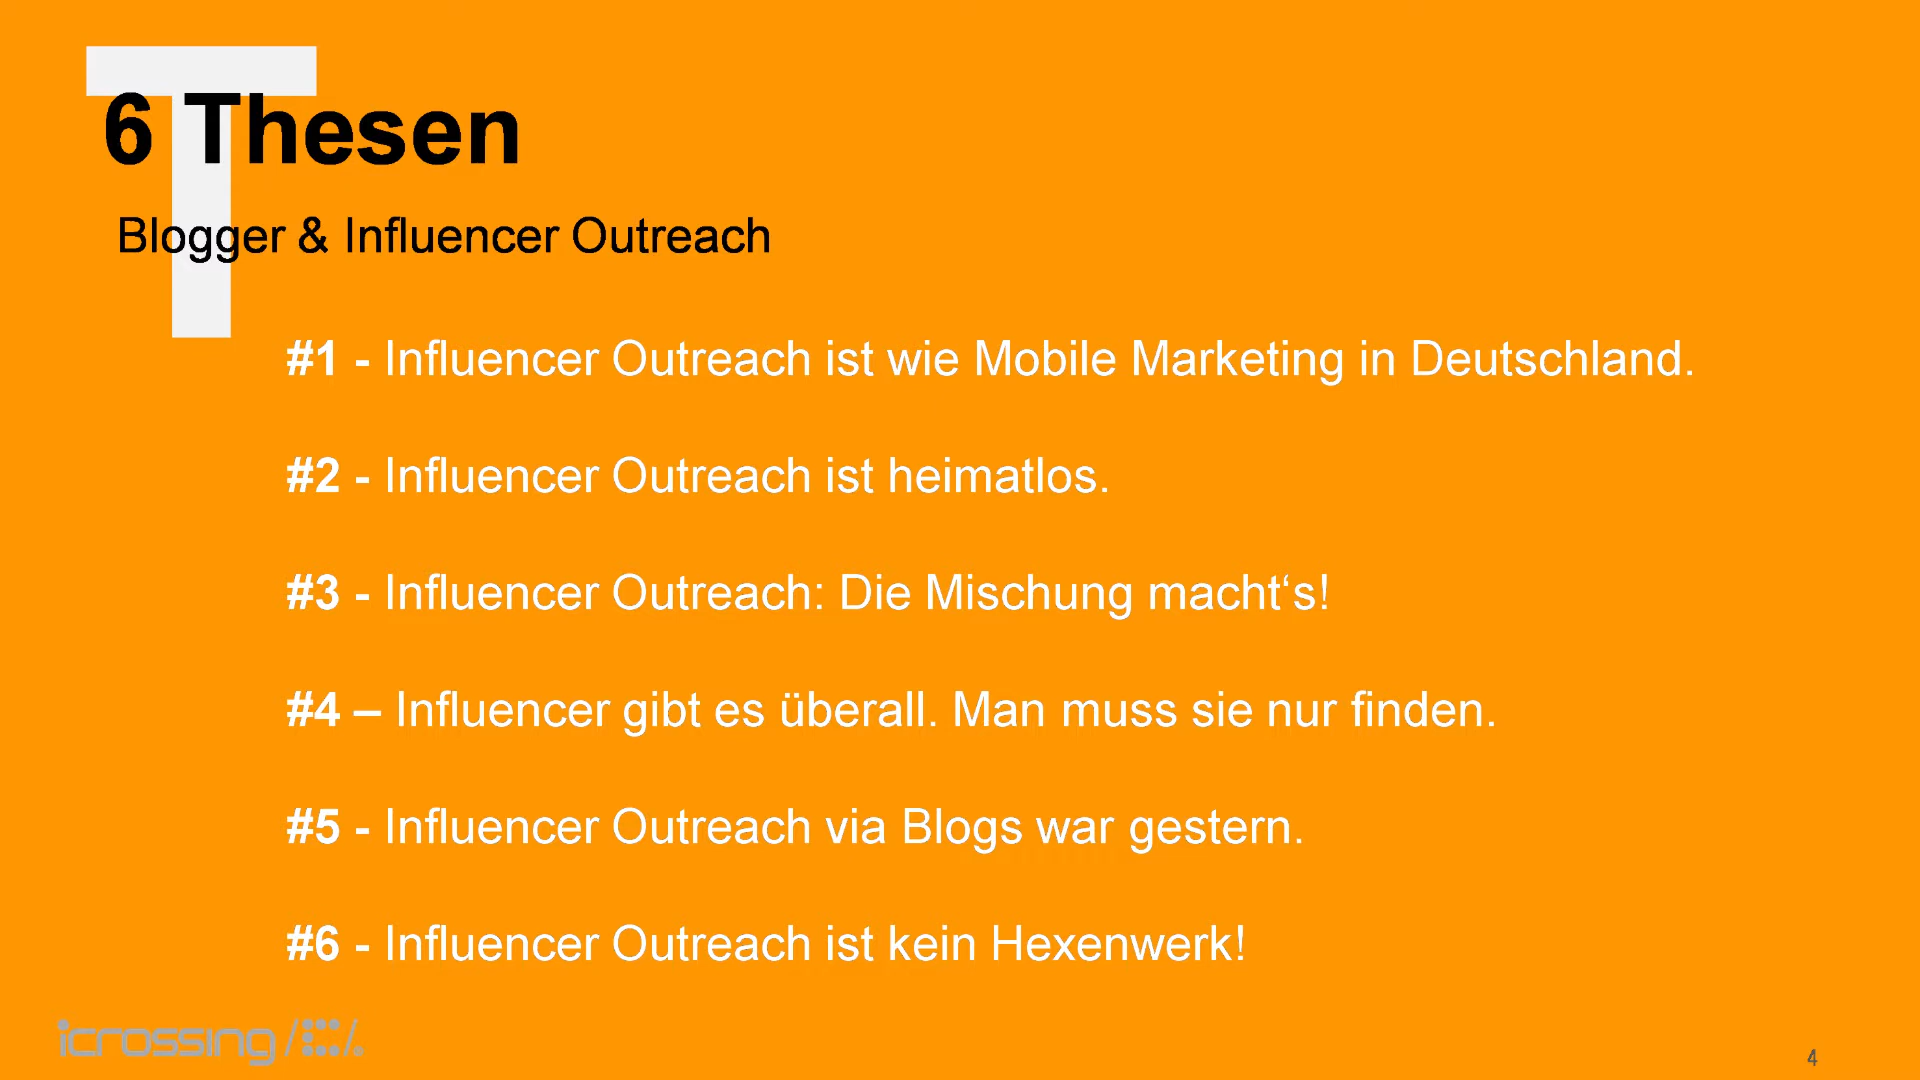 T
6 Thesen
Blogger & Influencer Outreach
#1 - Influencer Outreach ist wie Mobile Marketing in Deutschland.
#2 - Influencer Outreach ist heimatlos.
#3 - Influencer Outreach: Die Mischung macht‘s!
#4 – Influencer gibt es überall. Man muss sie nur finden.
#5 - Influencer Outreach via Blogs war gestern.
#6 - Influencer Outreach ist kein Hexenwerk!
icrossing
4